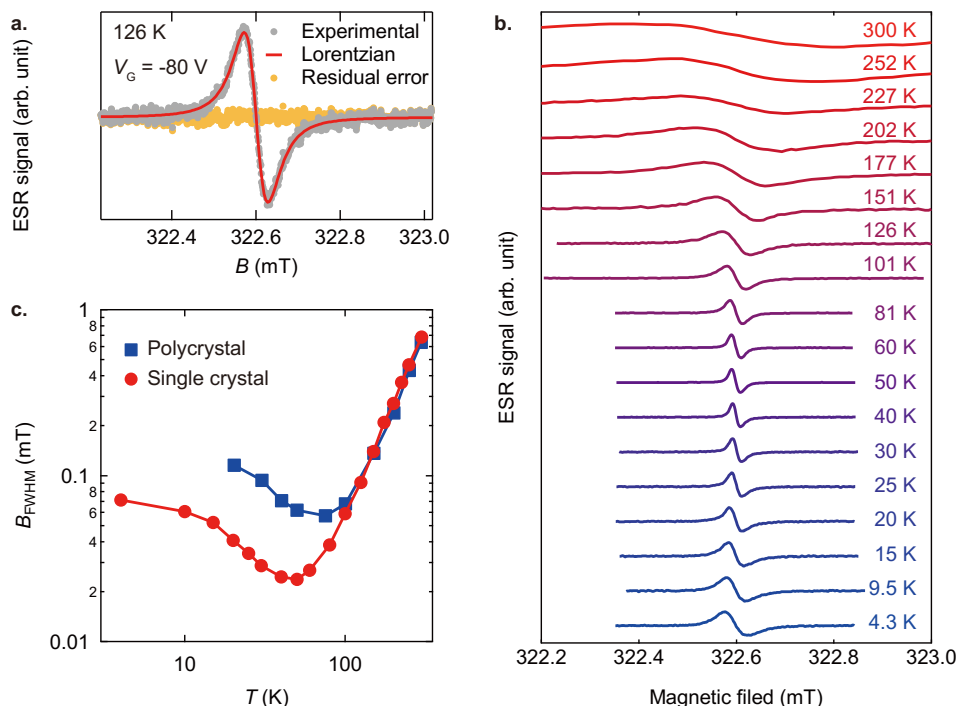 a.
126 K
V_G = -80 V
Experimental
Lorentzian
Residual error
ESR signal (arb. unit)
322.4 322.6 322.8 323.0
B (mT)
b.
300 K
252 K
227 K
202 K
177 K
151 K
126 K
101 K
81 K
60 K
50 K
40 K
30 K
25 K
20 K
15 K
9.5 K
4.3 K
ESR signal (arb. unit)
322.2 322.4 322.6 322.8 323.0
Magnetic filed (mT)
c.
Polycrystal
Single crystal
1
8
6
4
2
0.1
8
6
4
2
0.01
B_FWHM (mT)
10 100
T (K)